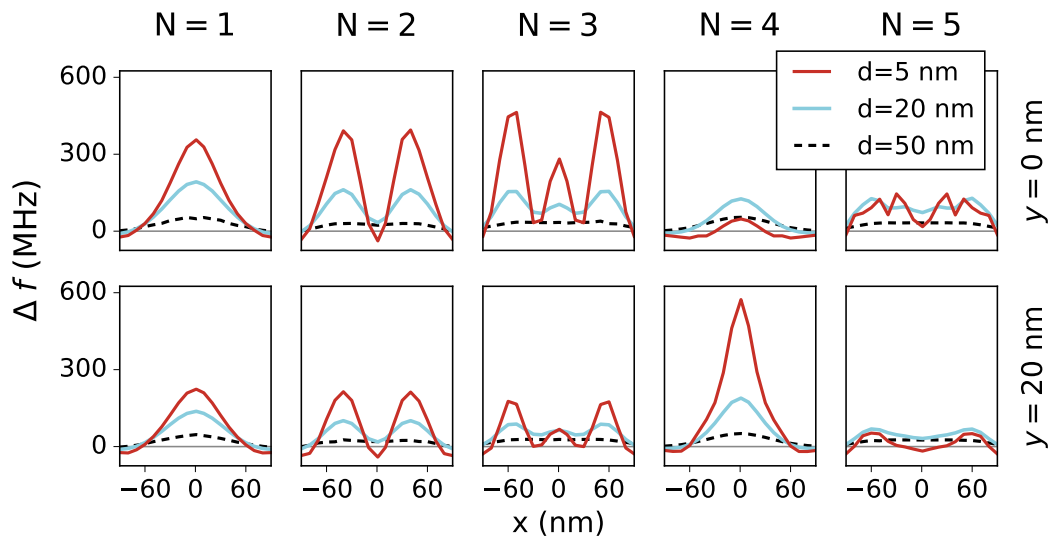 N = 1 N = 2 N = 3 N = 4 N = 5
d=5 nm
d=20 nm
d=50 nm
600
300
0
y = 0 nm
Δ f (MHz)
600
300
0
y = 20 nm
−60 0 60 −60 0 60 −60 0 60 −60 0 60 −60 0 60
x (nm)